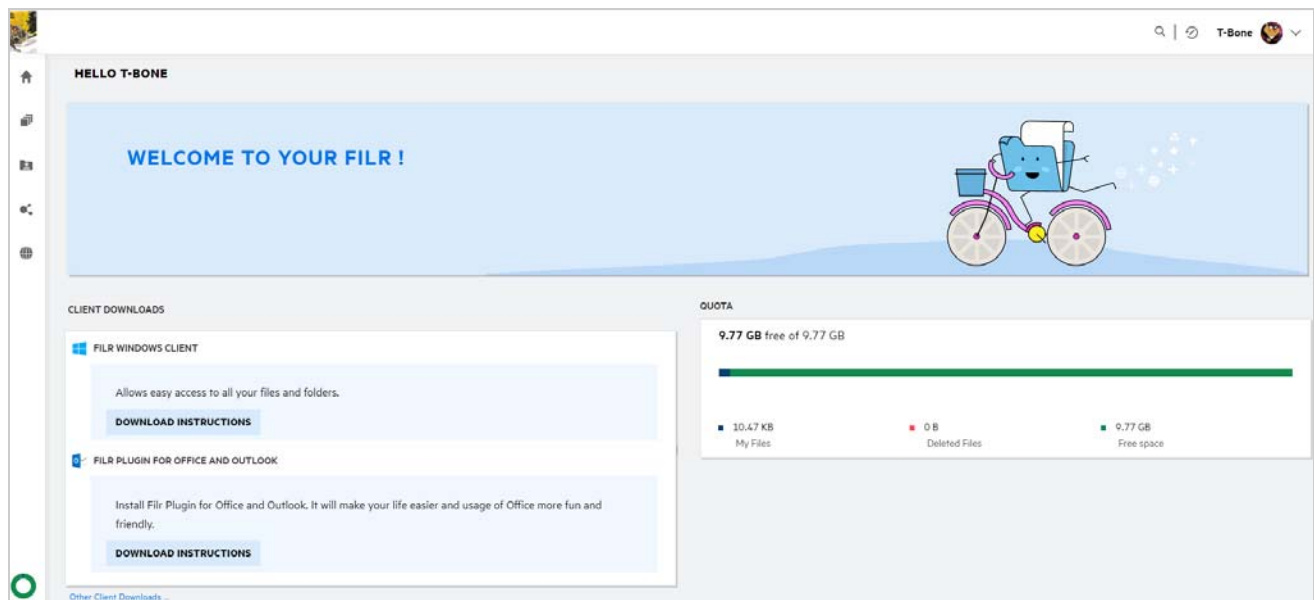 T-Bone
HELLO T-BONE
WELCOME TO YOUR FILR !
CLIENT DOWNLOADS
FILR WINDOWS CLIENT
Allows easy access to all your files and folders.
DOWNLOAD INSTRUCTIONS
FILR PLUGIN FOR OFFICE AND OUTLOOK
Install Filr Plugin for Office and Outlook. It will make your life easier and usage of Office more fun and
friendly.
DOWNLOAD INSTRUCTIONS
Other Client Downloads ...
QUOTA
9.77 GB free of 9.77 GB
10.47 KB
My Files
0 B
Deleted Files
9.77 GB
Free space